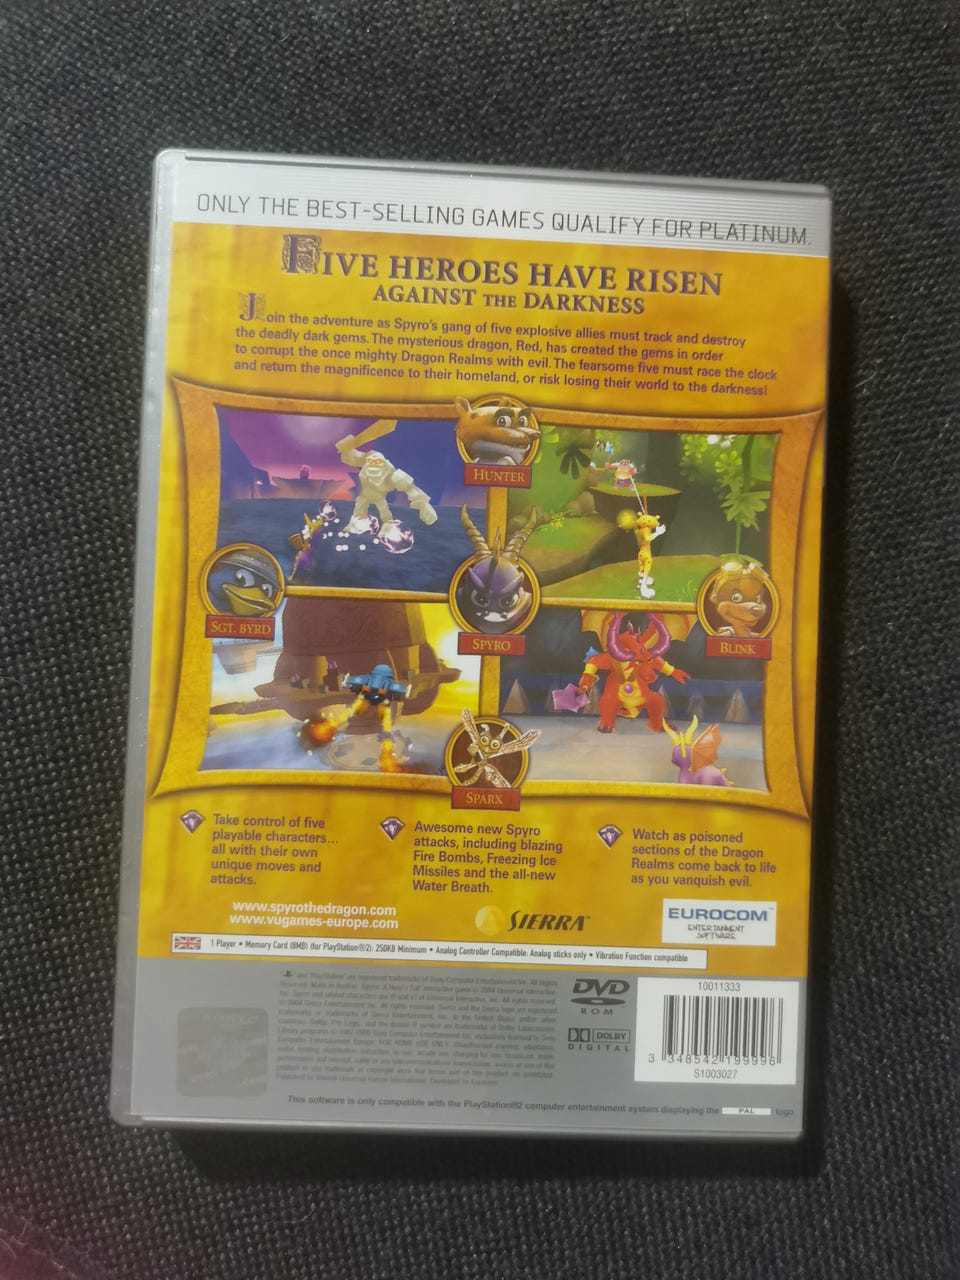 ONLY THE BEST-SELLING GAMES QUALIFY FOR PLATINUM.
FIVE HEROES HAVE RISEN
AGAINST THE DARKNESS
Join the adventure as Spyro's gang of five explosive allies must track and destroy
the deadly dark gems. The mysterious dragon, Red, has created the gems in order
to corrupt the once mighty Dragon Realms with evil. The fearsome five must race the clock
and return the magnificence to their homeland, or risk losing their world to the darkness!
HUNTER
SGT. BYRD
SPYRO
BLINK
SPARX
Take control of five
playable characters...
all with their own
unique moves and
attacks.
Awesome new Spyro
attacks, including blazing
Fire Bombs, Freezing Ice
Missiles and the all-new
Water Breath.
Watch as poisoned
sections of the Dragon
Realms come back to life
as you vanquish evil.
www.spyrothedragon.com
www.vugames-europe.com
SIERRA™
EUROCOM™
ENTERTAINMENT
SOFTWARE
1 Player • Memory Card (8MB) (for PlayStation®2): 250KB Minimum • Analog Controller Compatible: Analog sticks only • Vibration Function compatible
DVD
ROM
DOLBY
DIGITAL
10011333
3 348542 199996
S1003027
This software is only compatible with the PlayStation®2 computer entertainment system displaying the PAL logo